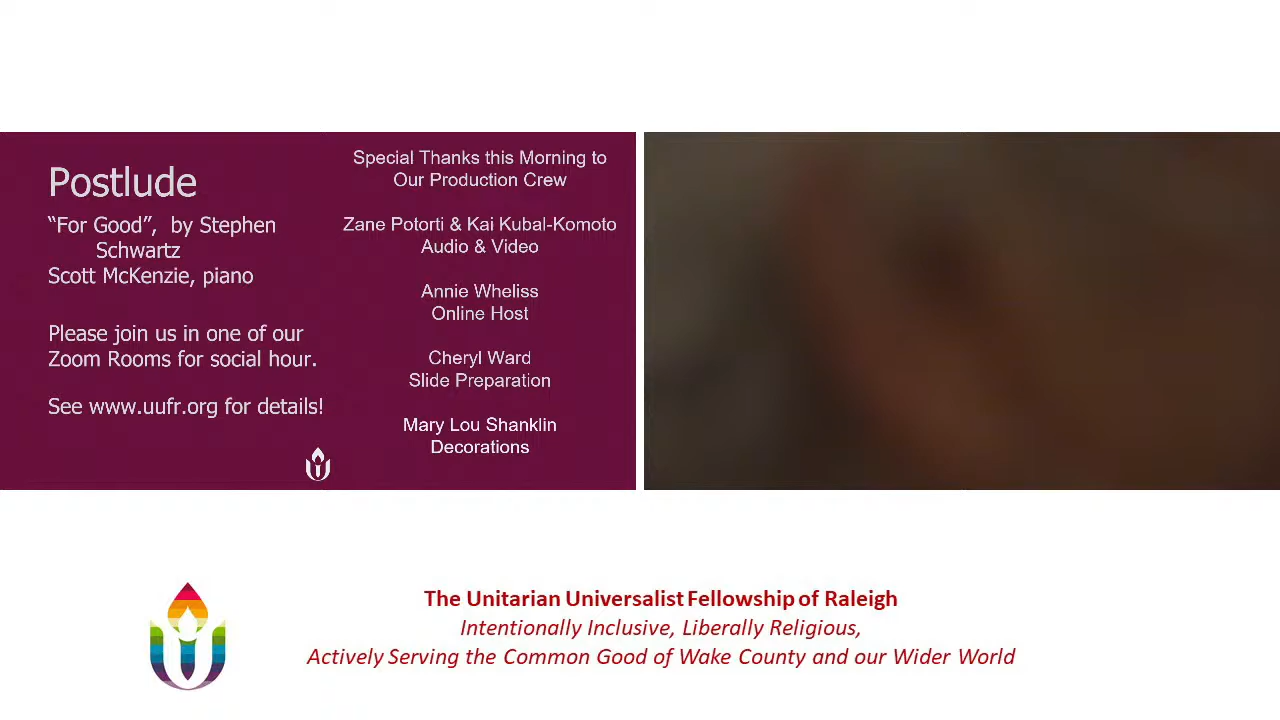 Postlude
“For Good”,  by Stephen
Schwartz
Scott McKenzie, piano
Please join us in one of our
Zoom Rooms for social hour.
See www.uufr.org for details!
Special Thanks this Morning to
Our Production Crew
Zane Potorti & Kai Kubal-Komoto
Audio & Video
Annie Wheliss
Online Host
Cheryl Ward
Slide Preparation
Mary Lou Shanklin
Decorations
The Unitarian Universalist Fellowship of Raleigh
Intentionally Inclusive, Liberally Religious,
Actively Serving the Common Good of Wake County and our Wider World